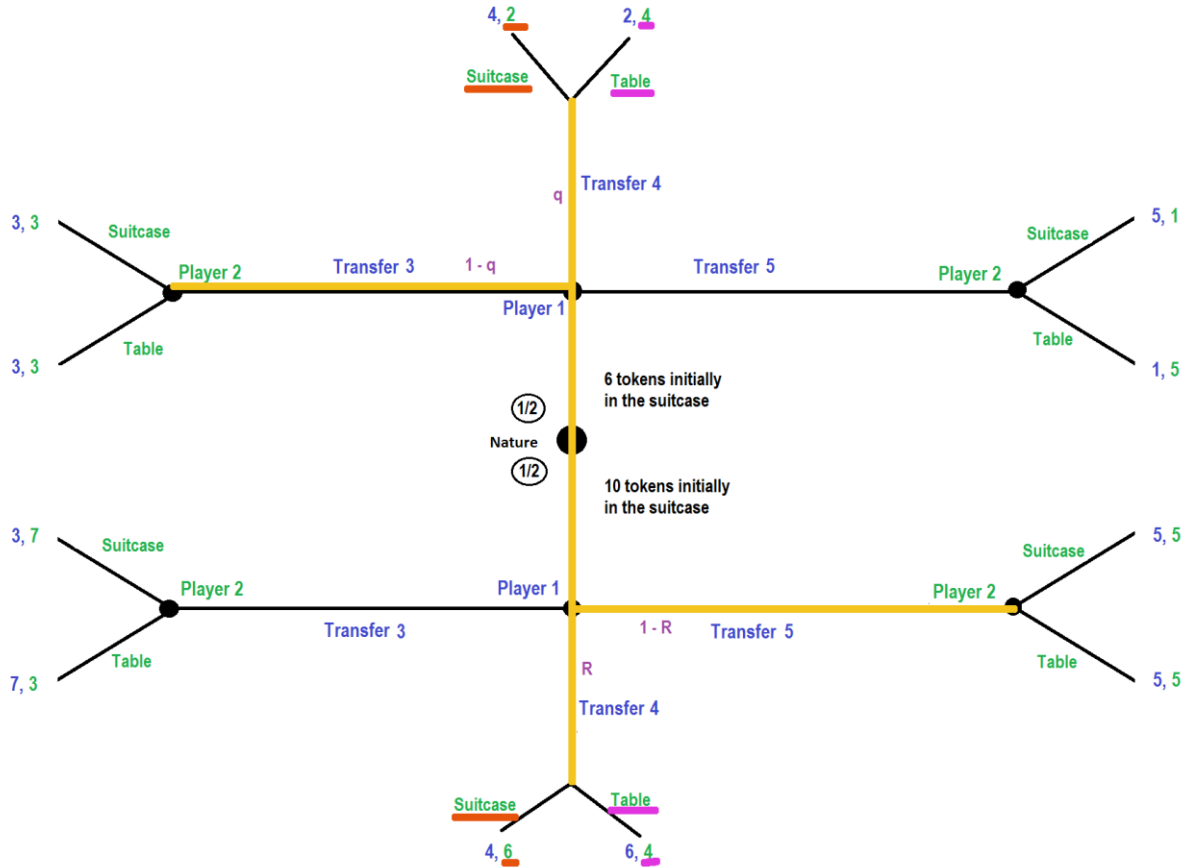 4, 2
2, 4
Suitcase
Table
q
Transfer 4
3, 3
Suitcase
5, 1
Suitcase
Player 2
Transfer 3
1 - q
Transfer 5
Player 2
Player 1
Table
Table
3, 3
1, 5
6 tokens initially
in the suitcase
1/2
Nature
1/2
10 tokens initially
in the suitcase
3, 7
Suitcase
5, 5
Suitcase
Player 2
Player 1
Player 2
Transfer 3
1 - R
Transfer 5
Table
Table
R
7, 3
5, 5
Transfer 4
Suitcase
Table
4, 6
6, 4